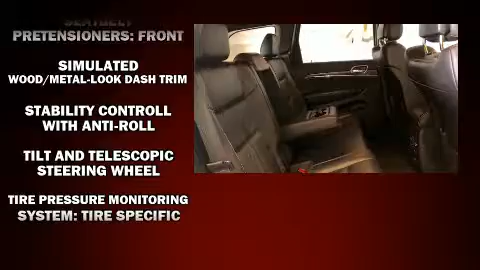 SEATBELT
PRETENSIONERS: FRONT
SIMULATED
WOOD/METAL-LOOK DASH TRIM
STABILITY CONTROLL
WITH ANTI-ROLL
TILT AND TELESCOPIC
STEERING WHEEL
TIRE PRESSURE MONITORING
SYSTEM: TIRE SPECIFIC